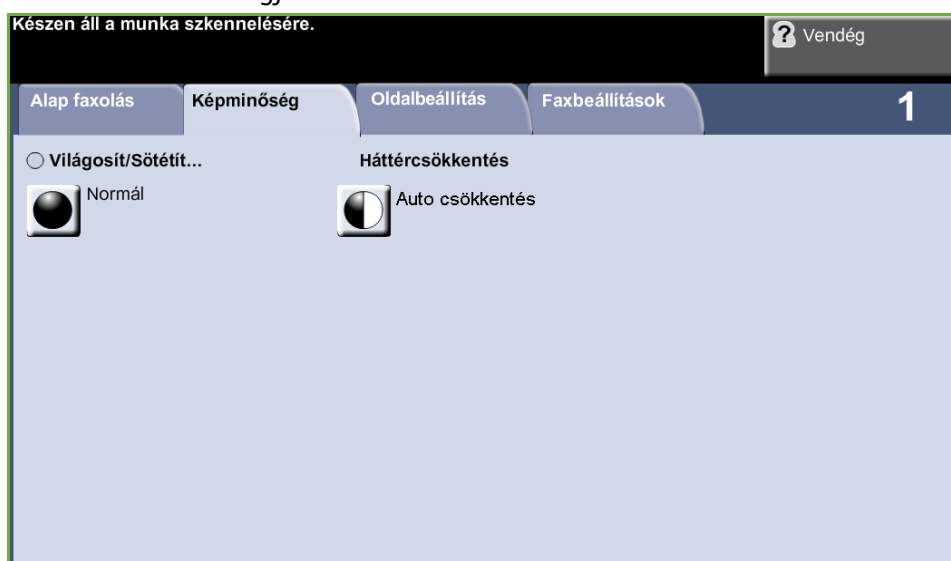 Készen áll a munka szkennelésére.
? Vendég
Alap faxolás Képminőség Oldalbeállítás Faxbeállítások 1
Világosít/Sötétít... Háttércsökkentés
Normál Auto csökkentés